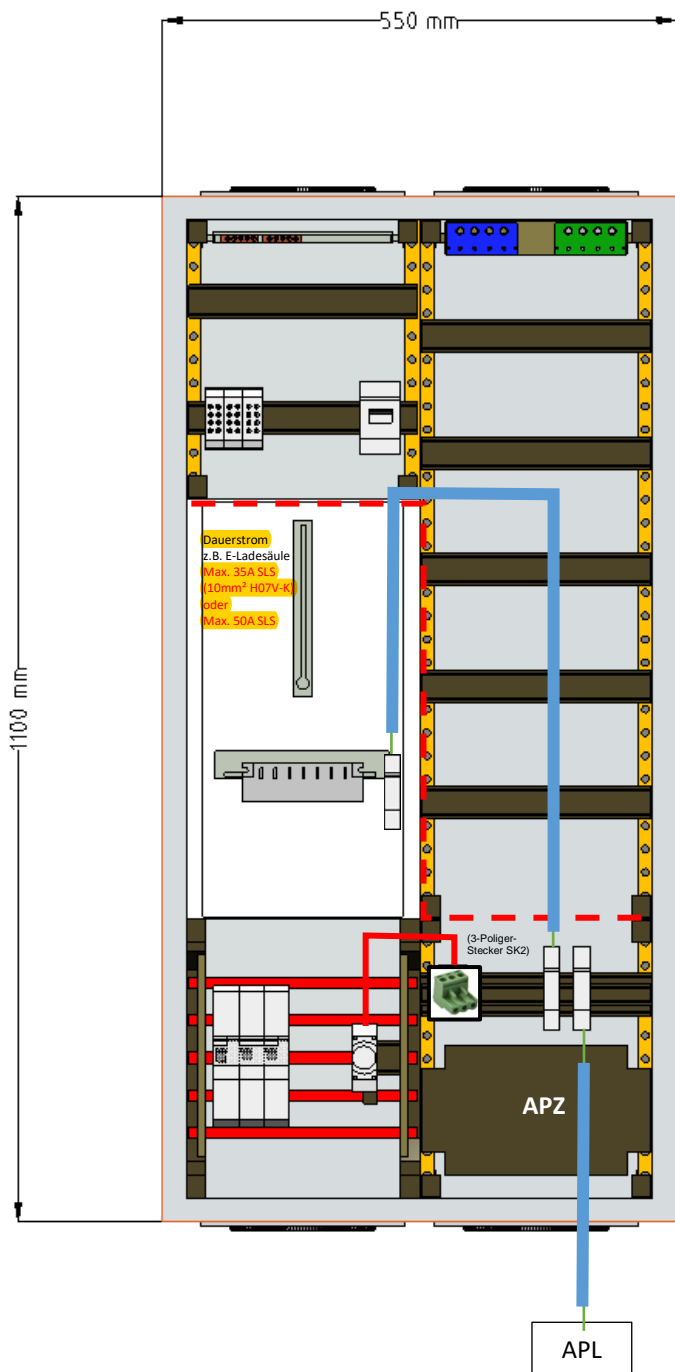 550 mm
1100 mm
Dauerstrom
z.B. E-Ladesäule
Max. 35A SLS
(10mm² H07V-K)
oder
Max. 50A SLS
(3-Poliger-
Stecker SK2)
APZ
APL